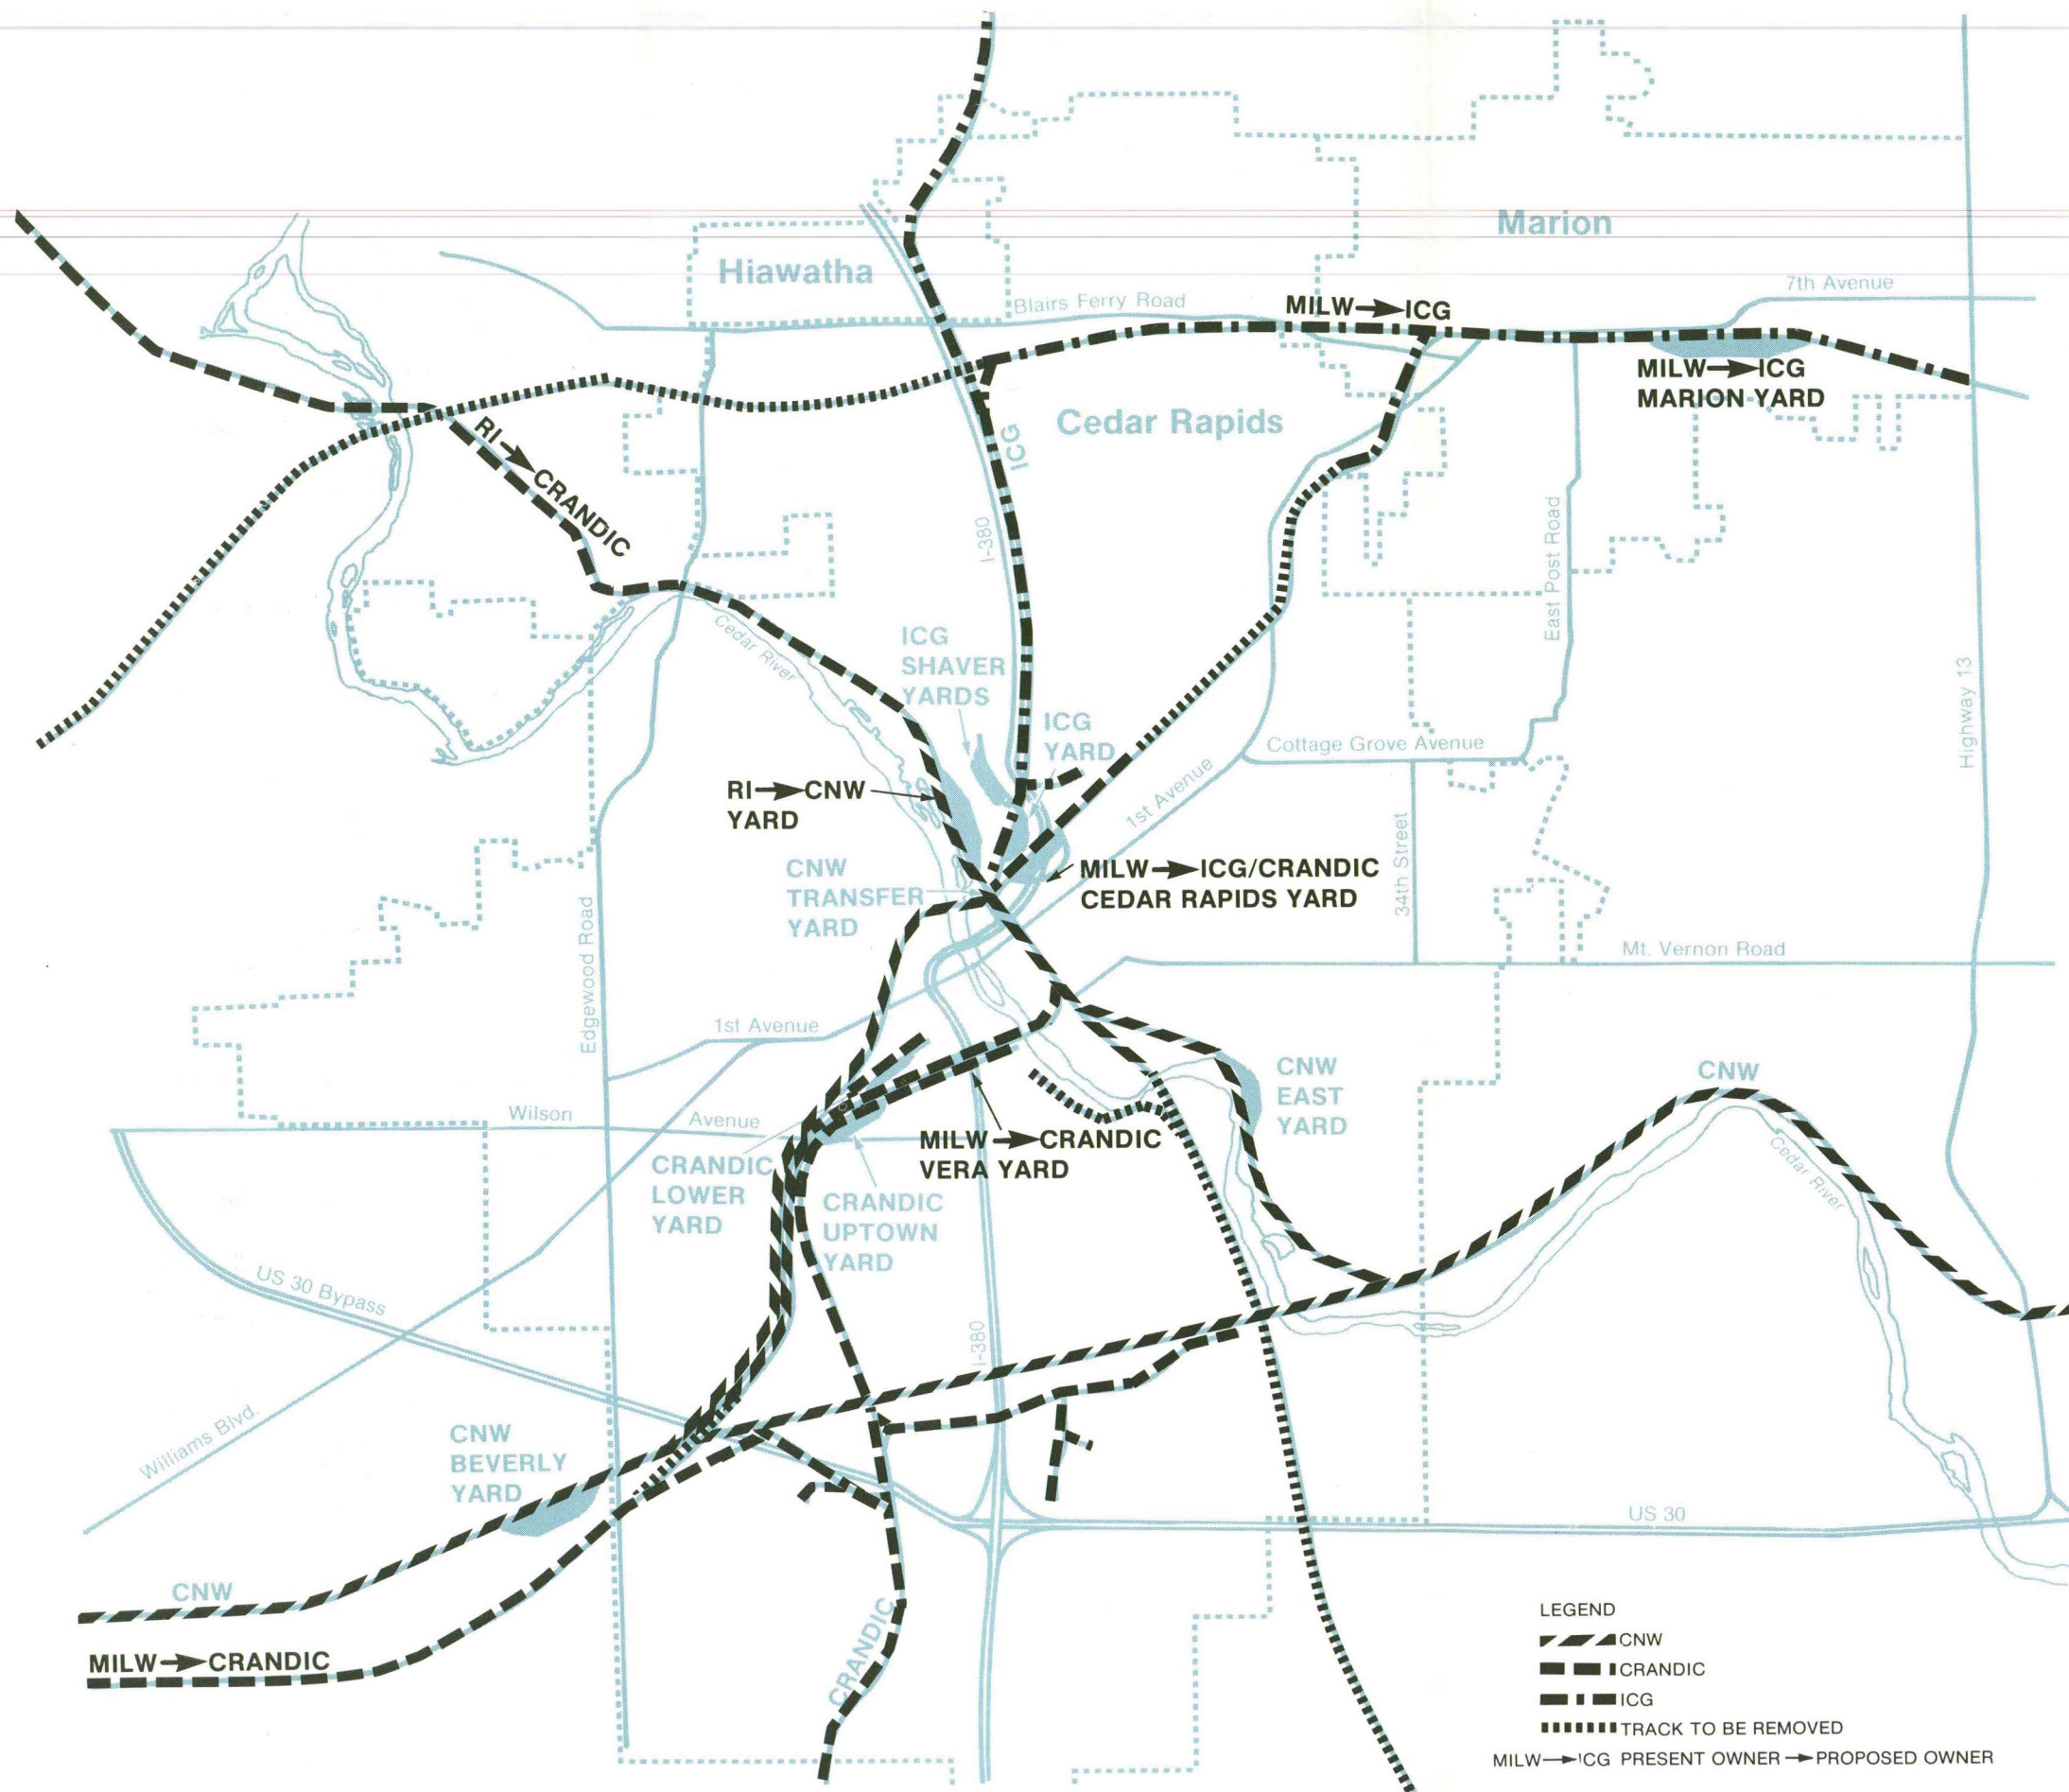 Marion
Hiawatha
7th Avenue
Blairs Ferry Road
MILW→ICG
MILW→ICG
MARION YARD
Cedar Rapids
RI→CRANDIC
ICG
I-380
East Post Road
Cedar River
ICG
SHAVER
YARDS
ICG
YARD
Highway 13
Cottage Grove Avenue
1st Avenue
RI→CNW
YARD
34th Street
CNW
TRANSFER
YARD
MILW→ICG/CRANDIC
CEDAR RAPIDS YARD
Edgewood Road
Mt. Vernon Road
1st Avenue
CNW
EAST
YARD
CNW
Wilson
Avenue
MILW→CRANDIC
VERA YARD
Cedar River
CRANDIC
LOWER
YARD
CRANDIC
UPTOWN
YARD
US 30 Bypass
I-380
Williams Blvd.
CNW
BEVERLY
YARD
US 30
CNW
CRANDIC
MILW→CRANDIC
LEGEND
CNW
CRANDIC
ICG
TRACK TO BE REMOVED
MILW→ICG PRESENT OWNER→PROPOSED OWNER